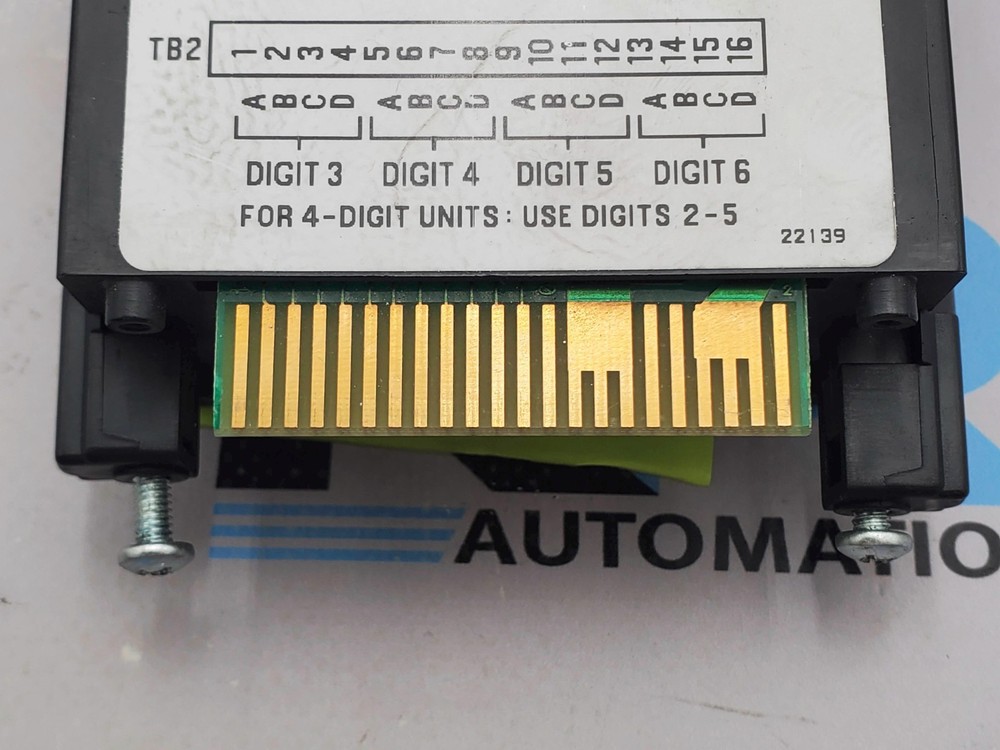 TB2 1 2 3 4 5 6 7 8 9 10 11 12 13 14 15 16
A B C D A B C D A B C D A B C D
DIGIT 3 DIGIT 4 DIGIT 5 DIGIT 6
FOR 4-DIGIT UNITS: USE DIGITS 2-5
22139
2
AUTOMATIO